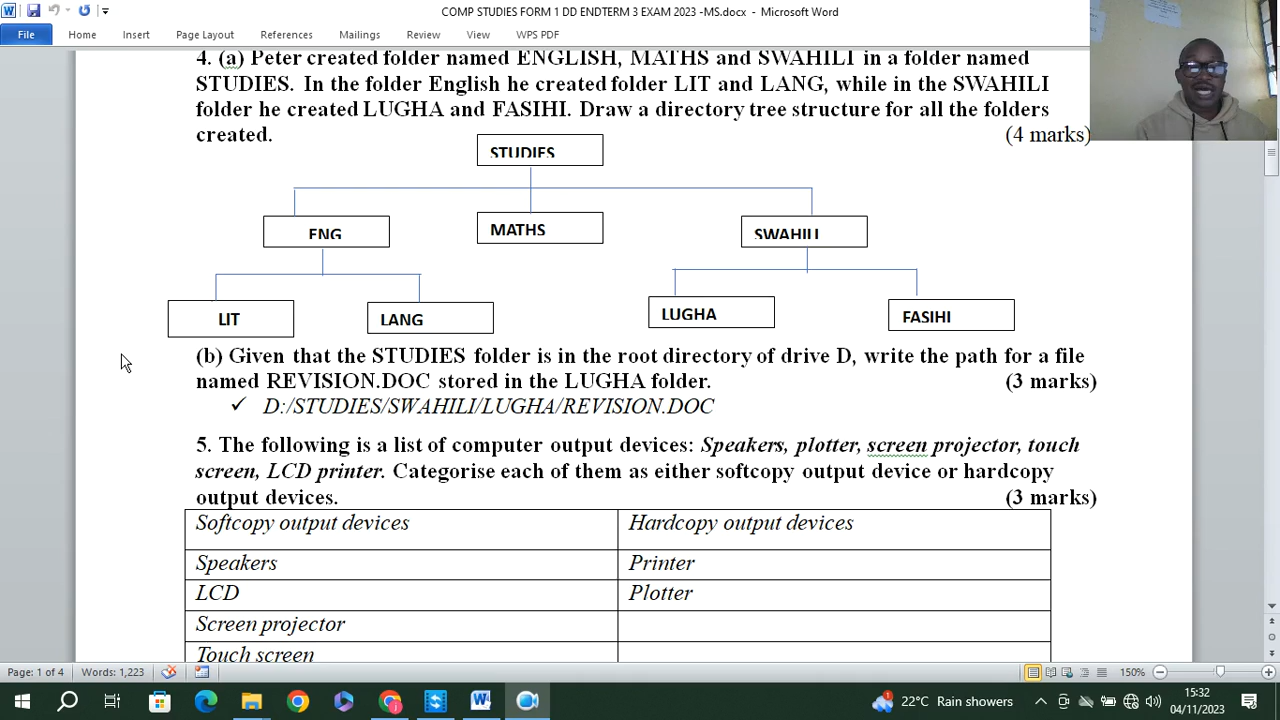 COMP STUDIES FORM 1 DD ENDTERM 3 EXAM 2023 -MS.docx - Microsoft Word
File Home Insert Page Layout References Mailings Review View WPS PDF
4. (a) Peter created folder named ENGLISH, MATHS and SWAHILI in a folder named
STUDIES. In the folder English he created folder LIT and LANG, while in the SWAHILI
folder he created LUGHA and FASIHI. Draw a directory tree structure for all the folders
created. (4 marks)
STUDIES
ENG MATHS SWAHILI
LIT LANG LUGHA FASIHI
(b) Given that the STUDIES folder is in the root directory of drive D, write the path for a file
named REVISION.DOC stored in the LUGHA folder. (3 marks)
✓ D:/STUDIES/SWAHILI/LUGHA/REVISION.DOC
5. The following is a list of computer output devices: Speakers, plotter, screen projector, touch
screen, LCD printer. Categorise each of them as either softcopy output device or hardcopy
output devices. (3 marks)
Softcopy output devices Hardcopy output devices
Speakers Printer
LCD Plotter
Screen projector
Touch screen
Page: 1 of 4 Words: 1,223 150%
22°C Rain showers 15:32
04/11/2023